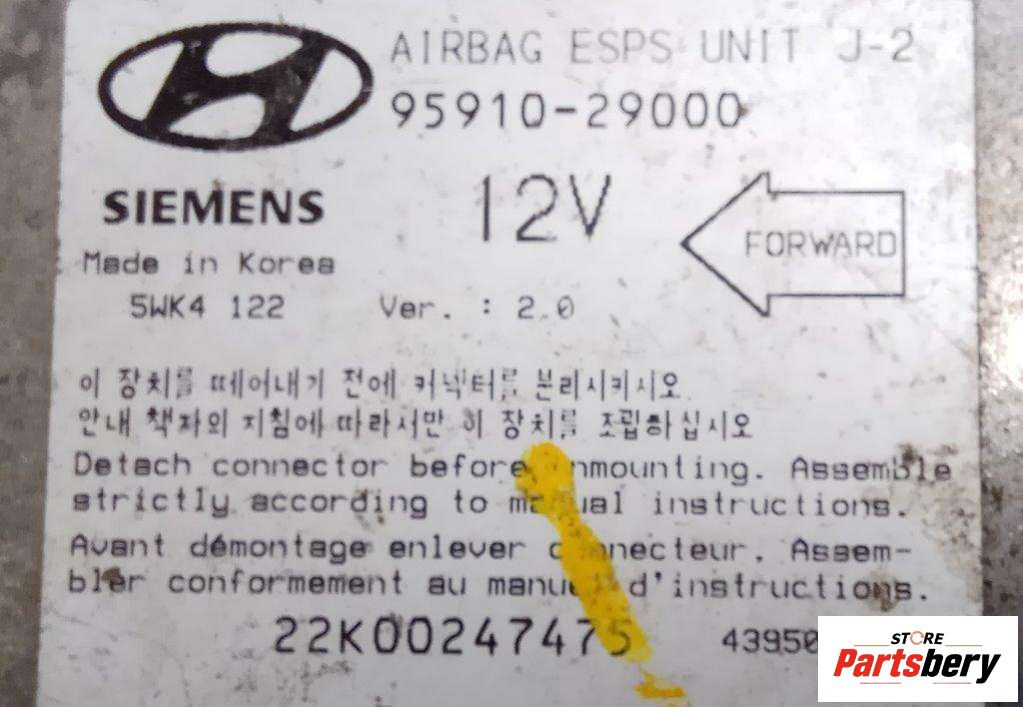 AIRBAG ESPS UNIT J-2
95910-29000
SIEMENS
12V
FORWARD
Made in Korea
5WK4 122 Ver. : 2.0
이 장치를 떼어내기 전에 커넥터를 분리시키시오.
안내 책자의 지침에 따라서만 이 장치를 조립하십시오
Detach connector before unmounting. Assemble
strictly according to manual instructions.
Avant démontage enlever connecteur. Assem-
bler conformement au manuel d'instructions.
22K00247475
STORE
Partsbery